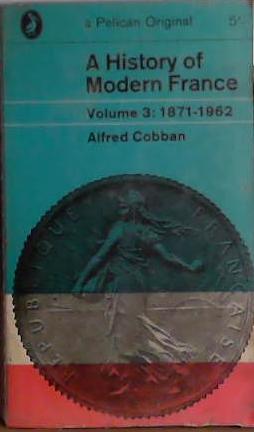 a Pelican Original 5'-
A History of
Modern France
Volume 3: 1871-1962
Alfred Cobban
REPUBLIQUE FRANÇAISE